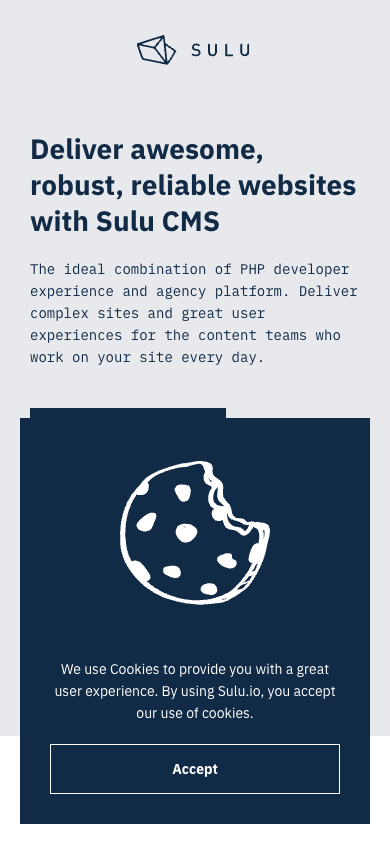 SULU
Deliver awesome,
robust, reliable websites
with Sulu CMS
The ideal combination of PHP developer
experience and agency platform. Deliver
complex sites and great user
experiences for the content teams who
work on your site every day.
We use Cookies to provide you with a great
user experience. By using Sulu.io, you accept
our use of cookies.
Accept